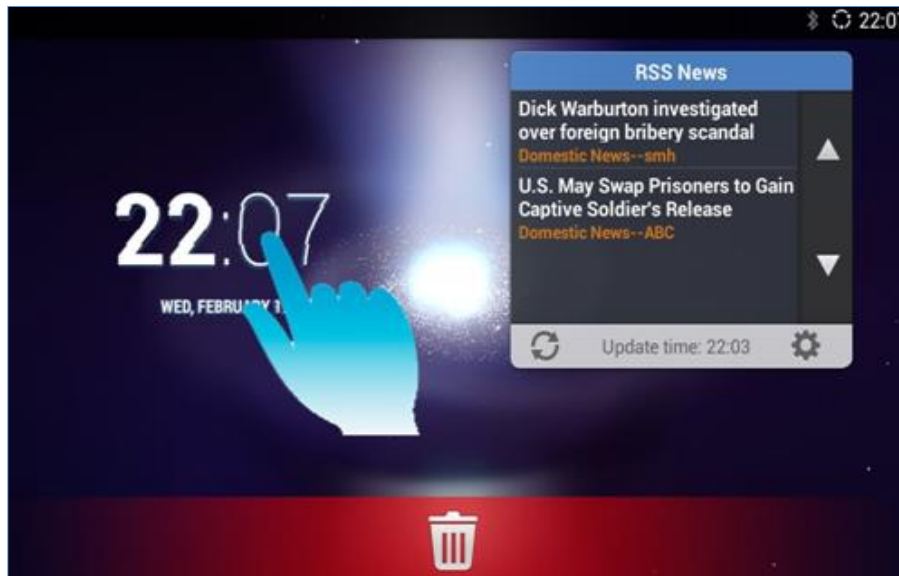 22:07
RSS News
Dick Warburton investigated
over foreign bribery scandal
Domestic News--smh
U.S. May Swap Prisoners to Gain
Captive Soldier's Release
Domestic News--ABC
Update time: 22:03
22:07
WED, FEBRUARY